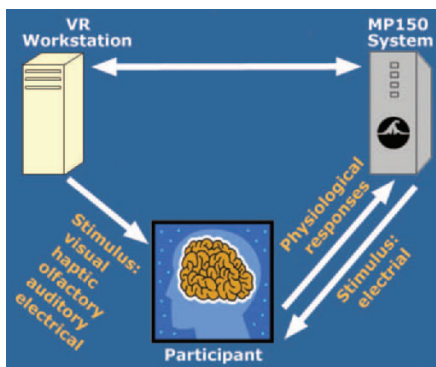 VR
Workstation
MP150
System
Stimulus:
visual
haptic
olfactory
auditory
electrical
Physiological
responses
Stimulus:
electrial
Participant